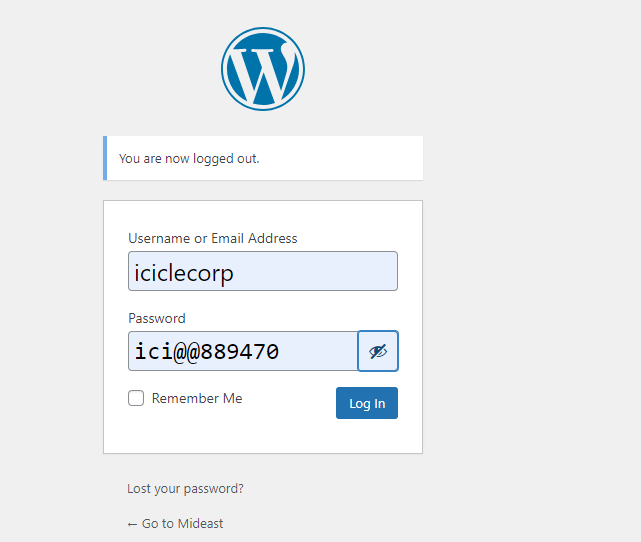 You are now logged out.
Username or Email Address
iciclecorp
Password
ici@@889470
Remember Me
Log In
Lost your password?
← Go to Mideast